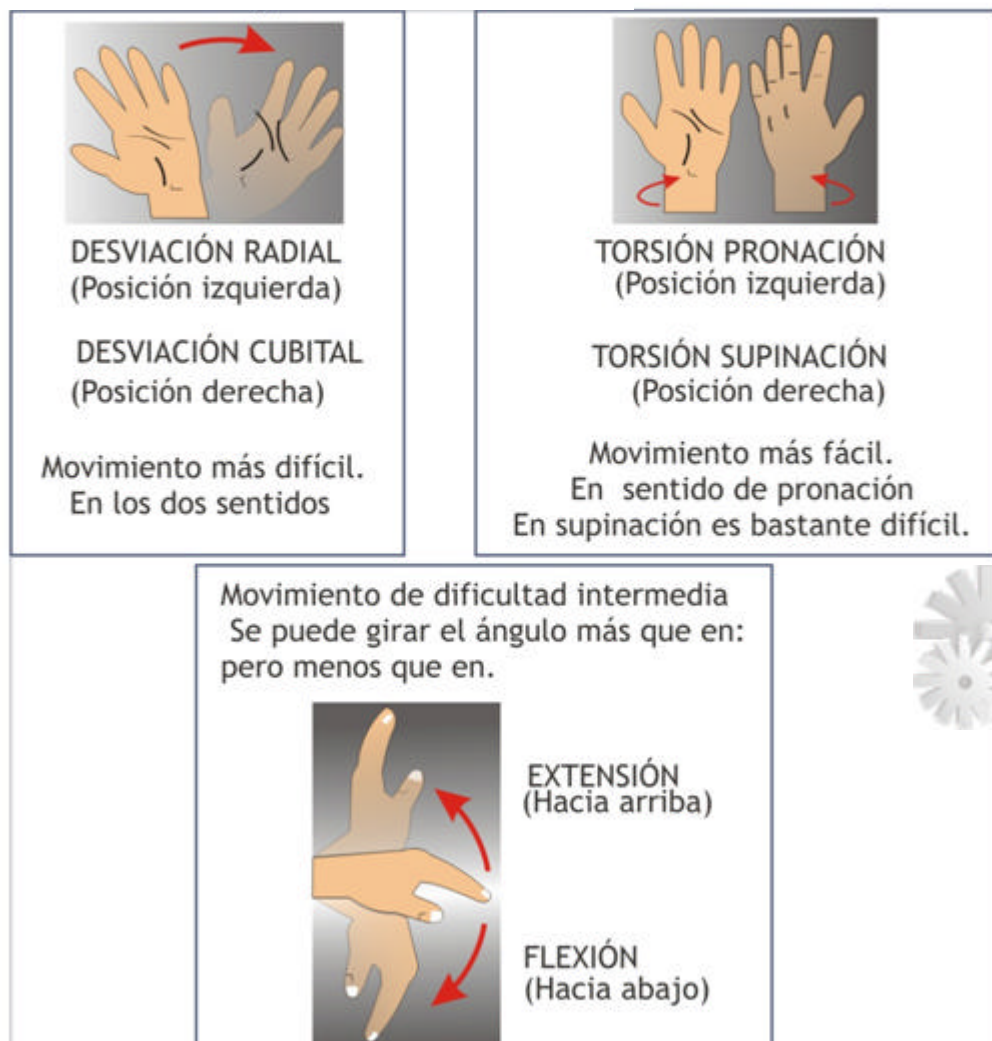 DESVIACIÓN RADIAL
(Posición izquierda)
DESVIACIÓN CUBITAL
(Posición derecha)
Movimiento más difícil.
En los dos sentidos
TORSIÓN PRONACIÓN
(Posición izquierda)
TORSIÓN SUPINACIÓN
(Posición derecha)
Movimiento más fácil.
En sentido de pronación
En supinación es bastante difícil.
Movimiento de dificultad intermedia
Se puede girar el ángulo más que en:
pero menos que en.
EXTENSIÓN
(Hacia arriba)
FLEXIÓN
(Hacia abajo)